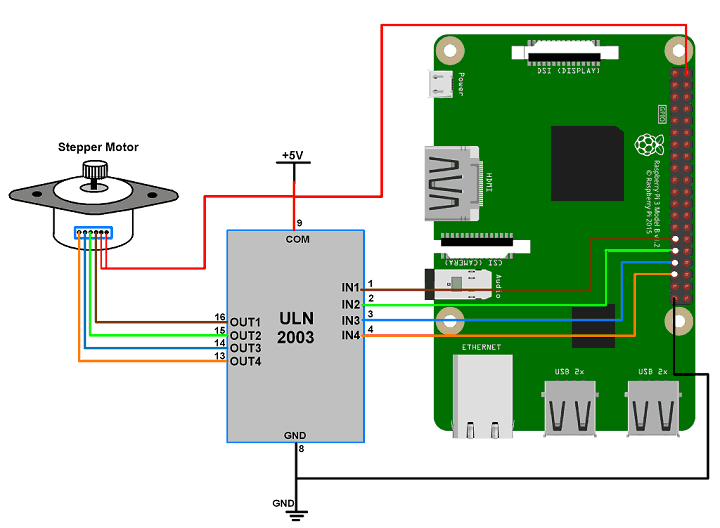 Stepper Motor
+5V
9
COM
ULN
2003
16
OUT1
15
OUT2
14
OUT3
13
OUT4
IN1
1
IN2
2
IN3
3
IN4
4
GND
8
GND
DSI (DISPLAY)
Power
GPIO
HDMI
Raspberry Pi 3 Model B v1.2
© Raspberry Pi 2015
CSI (CAMERA)
Audio
ETHERNET
USB 2x
USB 2x